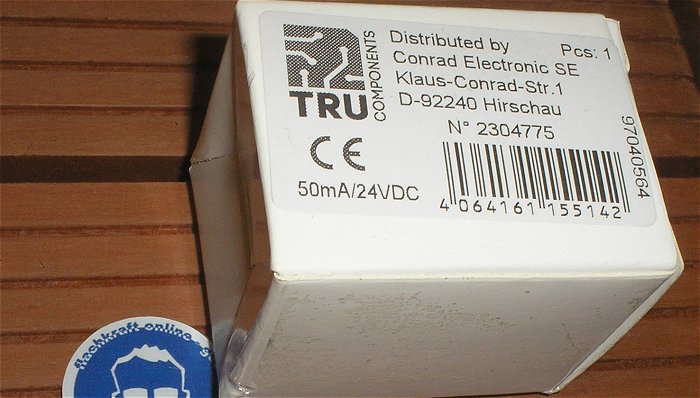 TRU
COMPONENTS
Distributed by
Pcs: 1
Conrad Electronic SE
Klaus-Conrad-Str.1
D-92240 Hirschau
N° 2304775
CE
50mA/24VDC
4 064161 155142
97040564
fachkraft-online